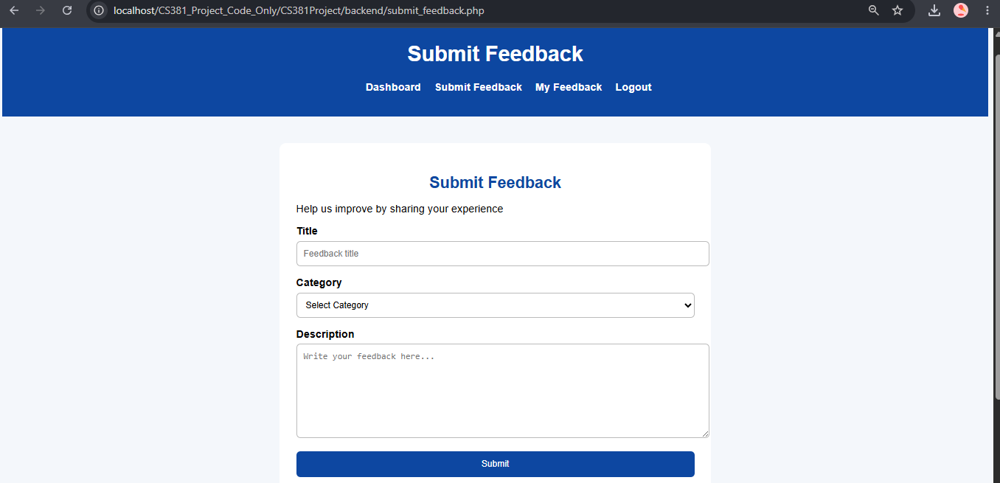 localhost/CS381_Project_Code_Only/CS381Project/backend/submit_feedback.php
Submit Feedback
Dashboard Submit Feedback My Feedback Logout
Submit Feedback
Help us improve by sharing your experience
Title
Feedback title
Category
Select Category
Description
Write your feedback here...
Submit